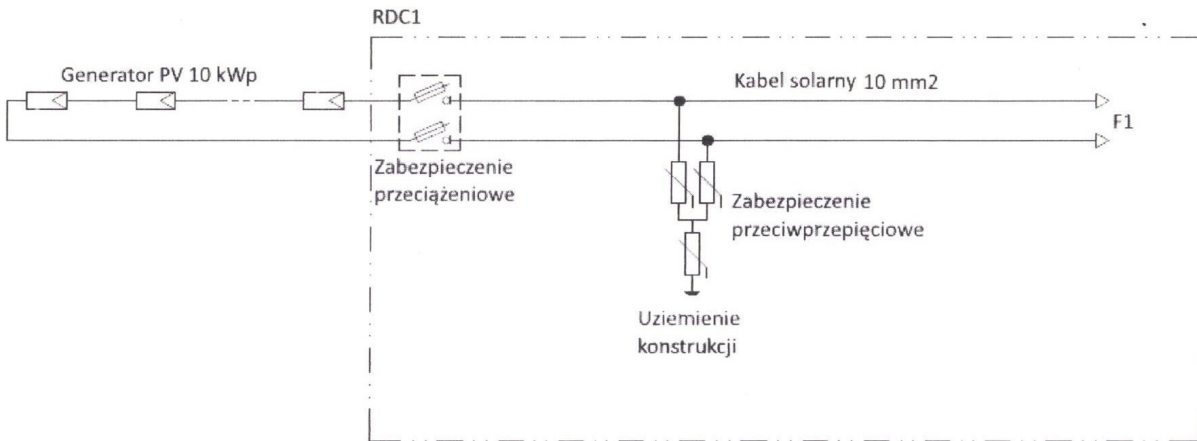 RDC1
Generator PV 10 kWp
Kabel solarny 10 mm2
F1
Zabezpieczenie
przeciążeniowe
Zabezpieczenie
przeciwprzepięciowe
Uziemienie
konstrukcji